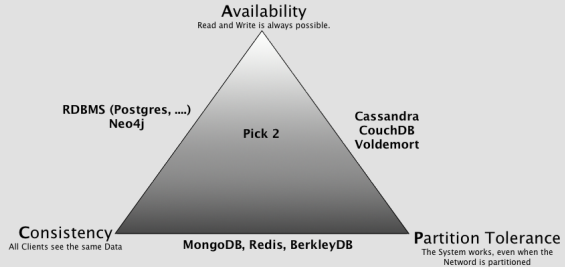 Availability
Read and Write is always possible.
RDBMS (Postgres, ....)
Neo4j
Cassandra
CouchDB
Voldemort
Pick 2
Consistency
All Clients see the same Data
MongoDB, Redis, BerkleyDB
Partition Tolerance
The System works, even when the
Netword is partitioned